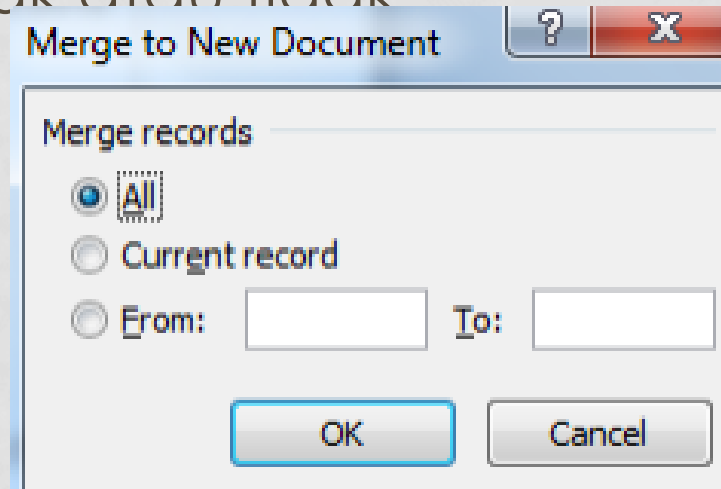 Merge to New Document
Merge records
All
Current record
From: To:
OK Cancel